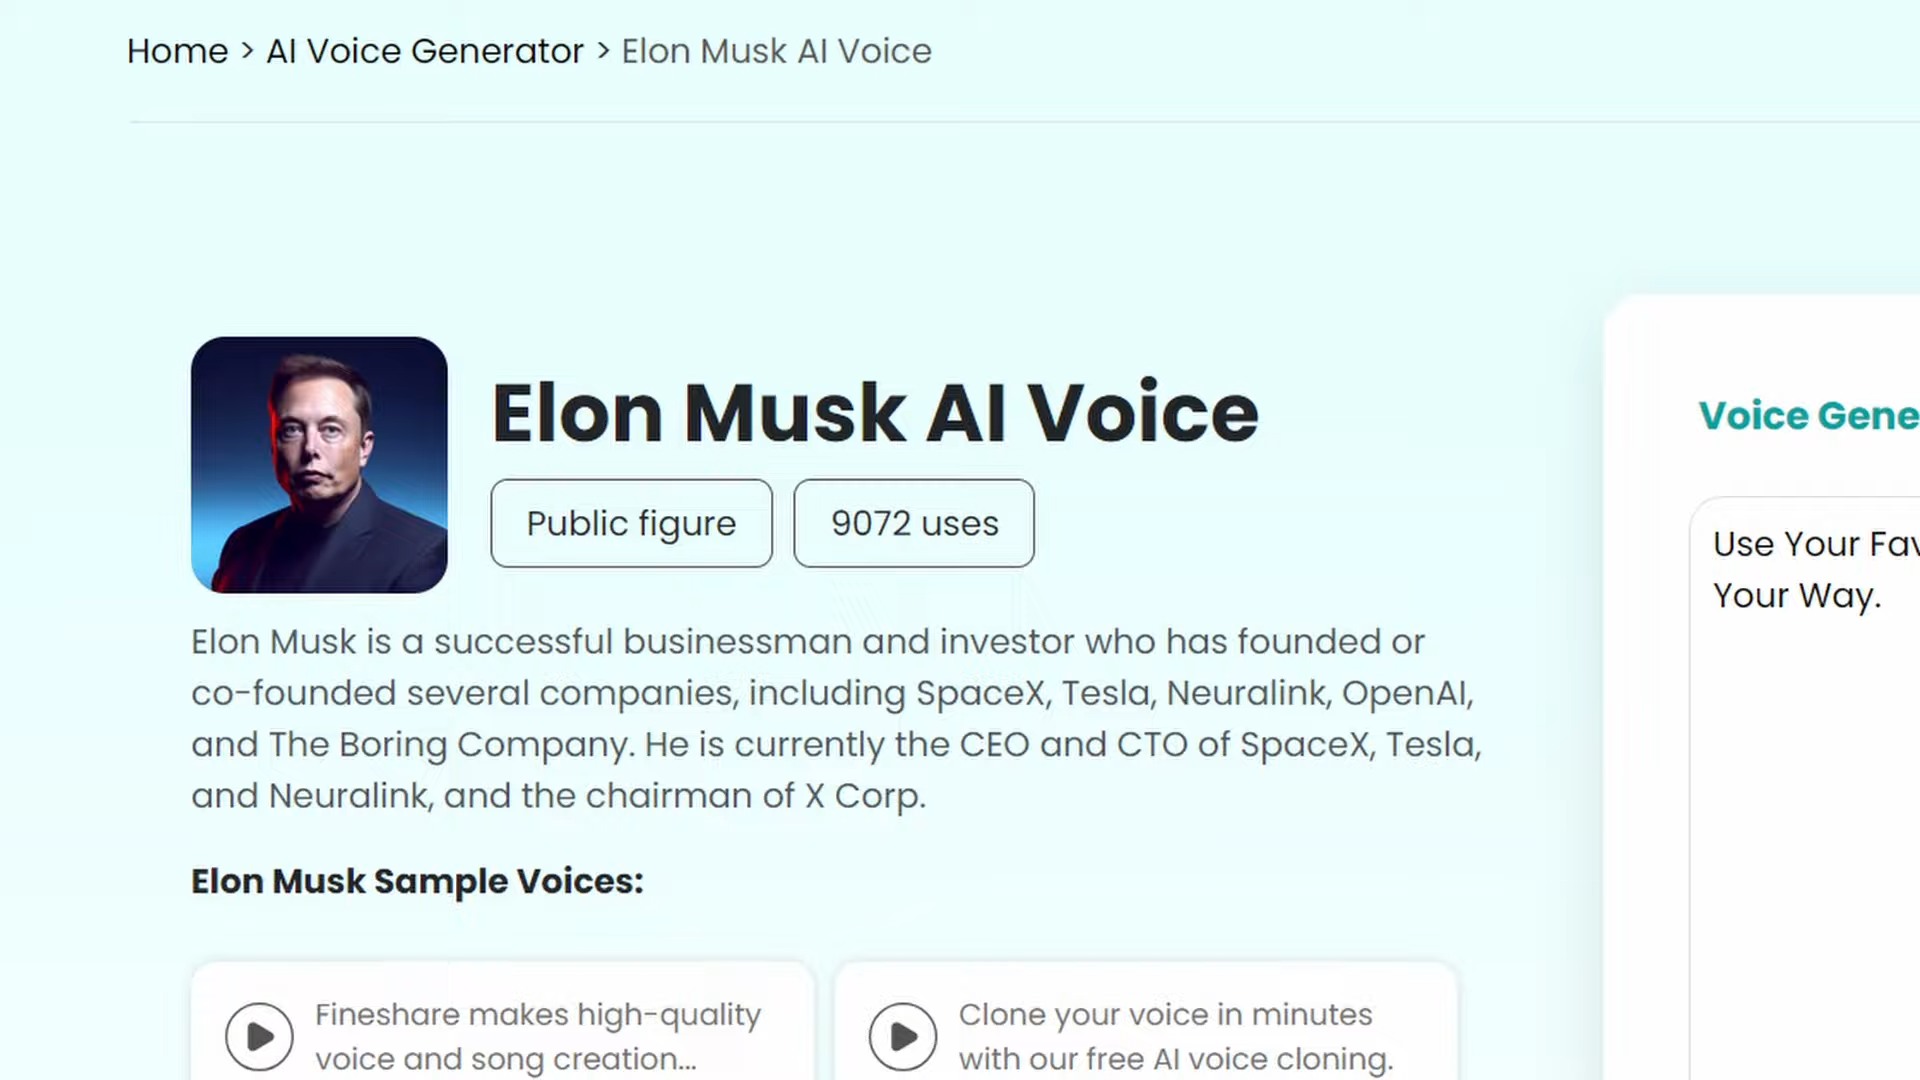 Home > AI Voice Generator > Elon Musk AI Voice
Elon Musk AI Voice
Public figure
9072 uses
Elon Musk is a successful businessman and investor who has founded or
co-founded several companies, including SpaceX, Tesla, Neuralink, OpenAI,
and The Boring Company. He is currently the CEO and CTO of SpaceX, Tesla,
and Neuralink, and the chairman of X Corp.
Elon Musk Sample Voices:
Fineshare makes high-quality
voice and song creation...
Clone your voice in minutes
with our free AI voice cloning.
Voice Gene
Use Your Fav
Your Way.